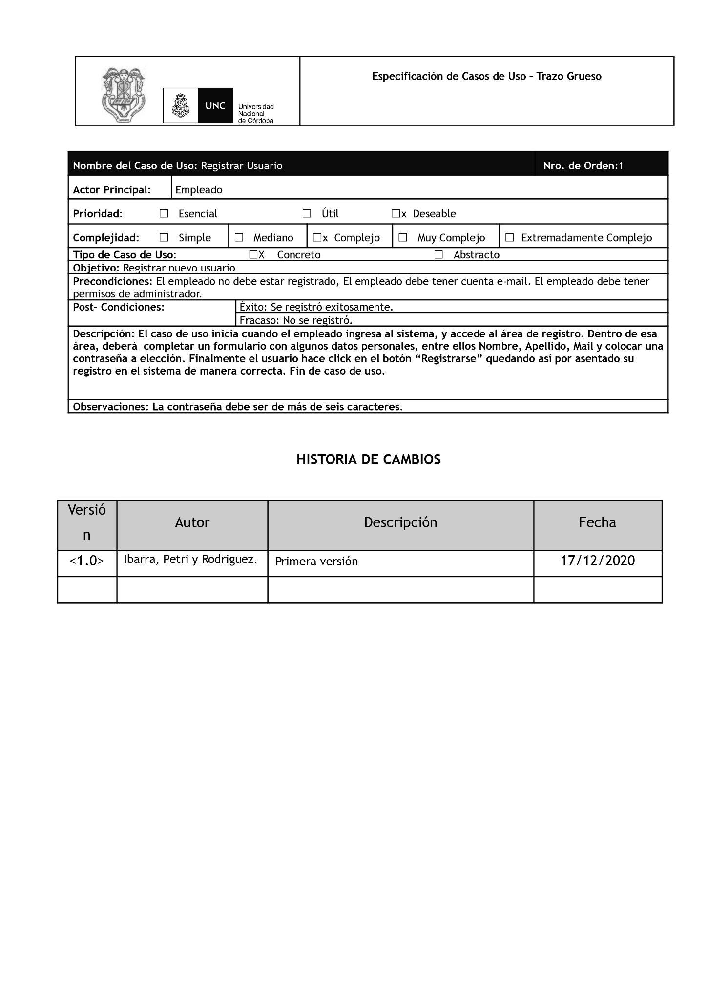 Especificación de Casos de Uso – Trazo Grueso
UNC
Universidad
Nacional
de Córdoba
Nombre del Caso de Uso: Registrar Usuario Nro. de Orden:1
Actor Principal: Empleado
Prioridad: ☐ Esencial ☐ Útil ☐x Deseable
Complejidad: ☐ Simple ☐ Mediano ☐x Complejo ☐ Muy Complejo ☐ Extremadamente Complejo
Tipo de Caso de Uso: ☐X Concreto ☐ Abstracto
Objetivo: Registrar nuevo usuario
Precondiciones: El empleado no debe estar registrado, El empleado debe tener cuenta e-mail. El empleado debe tener
permisos de administrador.
Post- Condiciones: Éxito: Se registró exitosamente.
Fracaso: No se registró.
Descripción: El caso de uso inicia cuando el empleado ingresa al sistema, y accede al área de registro. Dentro de esa
área, deberá completar un formulario con algunos datos personales, entre ellos Nombre, Apellido, Mail y colocar una
contraseña a elección. Finalmente el usuario hace click en el botón “Registrarse” quedando así por asentado su
registro en el sistema de manera correcta. Fin de caso de uso.
Observaciones: La contraseña debe ser de más de seis caracteres.
HISTORIA DE CAMBIOS
Versió
n
Autor Descripción Fecha
<1.0> Ibarra, Petri y Rodriguez. Primera versión 17/12/2020